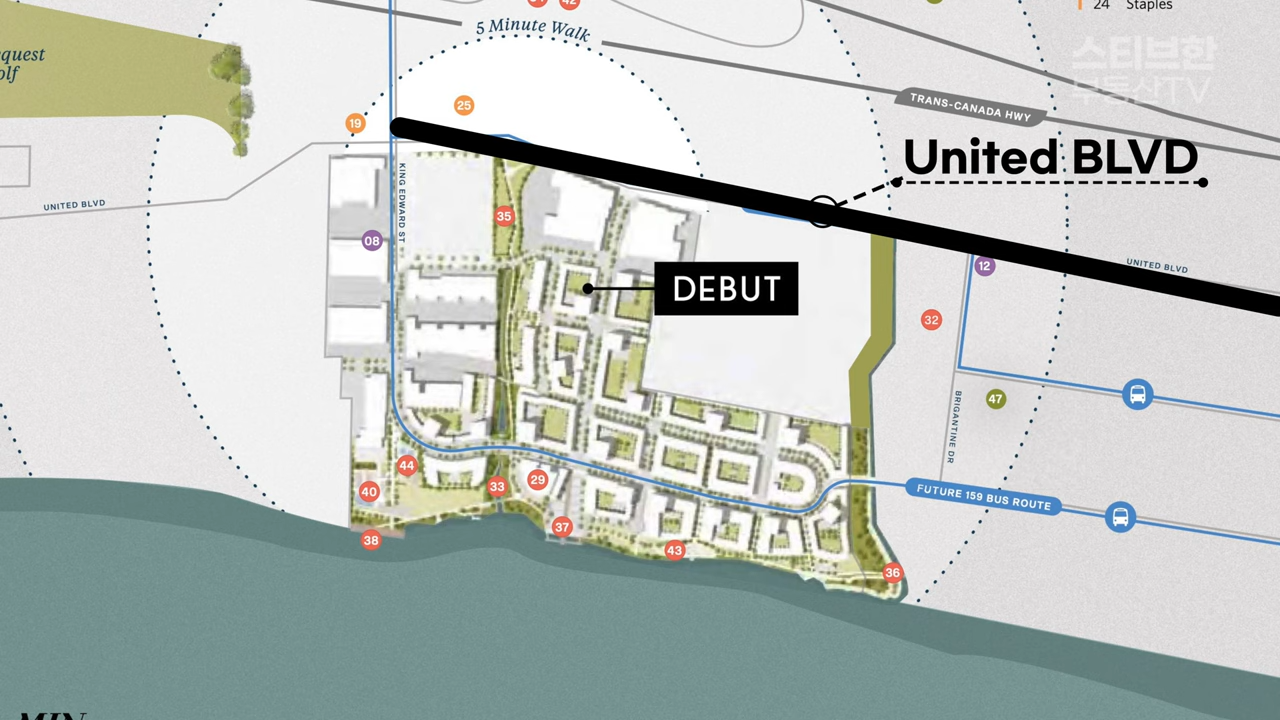 24 Staples
42
5 Minute Walk
quest
olf
스티브한
부동산TV
TRANS-CANADA HWY
25
19
United BLVD
KING EDWARD ST
UNITED BLVD
35
08
12
UNITED BLVD
DEBUT
32
47
BRIGANTINE DR
44
40
33
29
FUTURE 159 BUS ROUTE
37
38
43
36
MIN